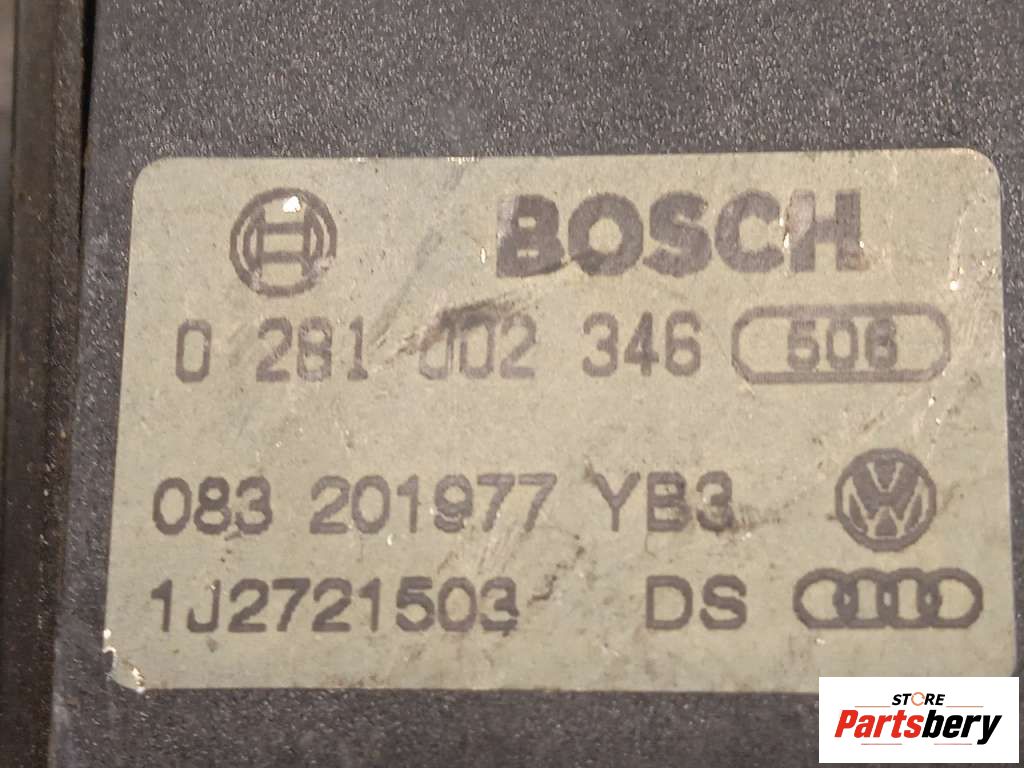 BOSCH
0 281 002 346 506
083 201977 YB3
1J2721503 DS
STORE
Partsbery